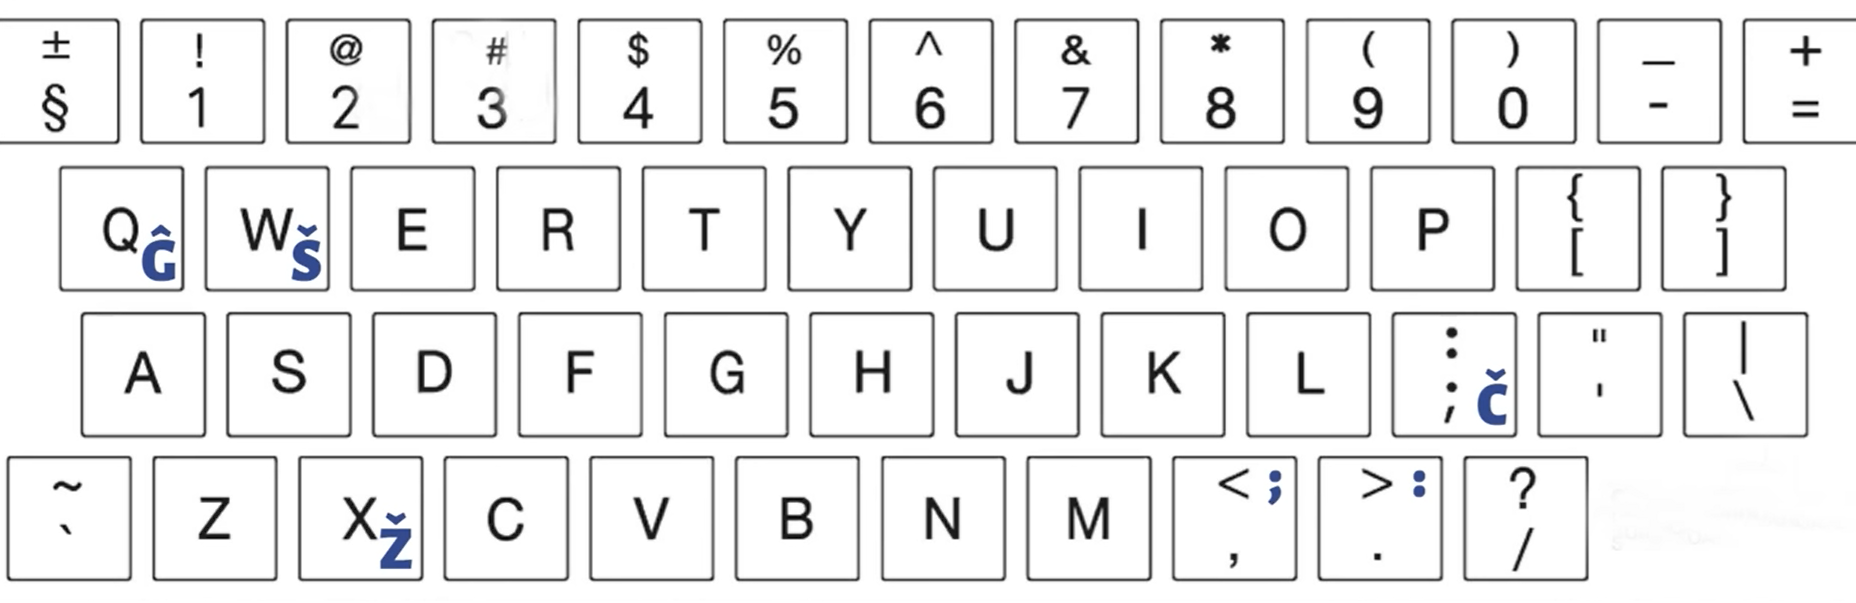 ± ! @ # $ % ^ & * ( ) _ +
§ 1 2 3 4 5 6 7 8 9 0 - =
Q Ĝ W Š E R T Y U I O P { [ } ]
A S D F G H J K L : ; Č " ' | \
~ ` Z X Ž C V B N M < ; , > : . ? /